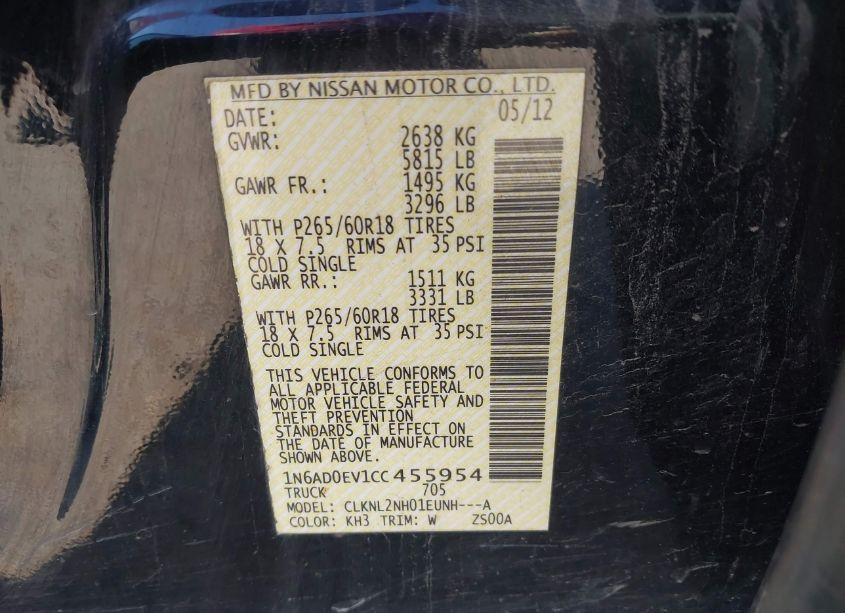 MFD BY NISSAN MOTOR CO., LTD.
DATE: 05/12
GVWR: 2638 KG
5815 LB
GAWR FR.: 1495 KG
3296 LB
WITH P265/60R18 TIRES
18 X 7.5 RIMS AT 35 PSI
COLD SINGLE
GAWR RR.: 1511 KG
3331 LB
WITH P265/60R18 TIRES
18 X 7.5 RIMS AT 35 PSI
COLD SINGLE
THIS VEHICLE CONFORMS TO
ALL APPLICABLE FEDERAL
MOTOR VEHICLE SAFETY AND
THEFT PREVENTION
STANDARDS IN EFFECT ON
THE DATE OF MANUFACTURE
SHOWN ABOVE.
1N6AD0EV1CC455954
TRUCK 705
MODEL: CLKNL2NH01EUNH---A
COLOR: KH3 TRIM: W ZS00A